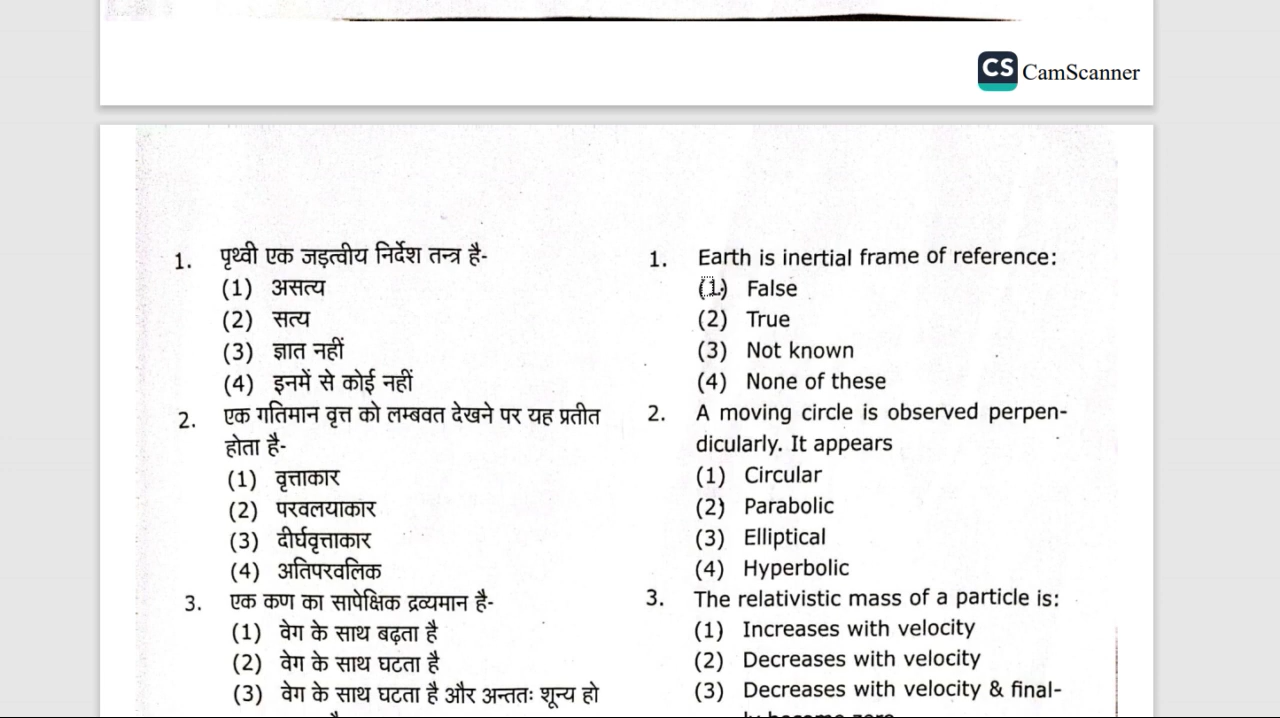 CS CamScanner
1. पृथ्वी एक जड़त्वीय निर्देश तन्त्र है-
(1) असत्य
(2) सत्य
(3) ज्ञात नहीं
(4) इनमें से कोई नहीं
2. एक गतिमान वृत्त को लम्बवत देखने पर यह प्रतीत
होता है-
(1) वृत्ताकार
(2) परवलयाकार
(3) दीर्घवृत्ताकार
(4) अतिपरवलिक
3. एक कण का सापेक्षिक द्रव्यमान है-
(1) वेग के साथ बढ़ता है
(2) वेग के साथ घटता है
(3) वेग के साथ घटता है और अन्ततः शून्य हो
1. Earth is inertial frame of reference:
(1) False
(2) True
(3) Not known
(4) None of these
2. A moving circle is observed perpen-
dicularly. It appears
(1) Circular
(2) Parabolic
(3) Elliptical
(4) Hyperbolic
3. The relativistic mass of a particle is:
(1) Increases with velocity
(2) Decreases with velocity
(3) Decreases with velocity & final-